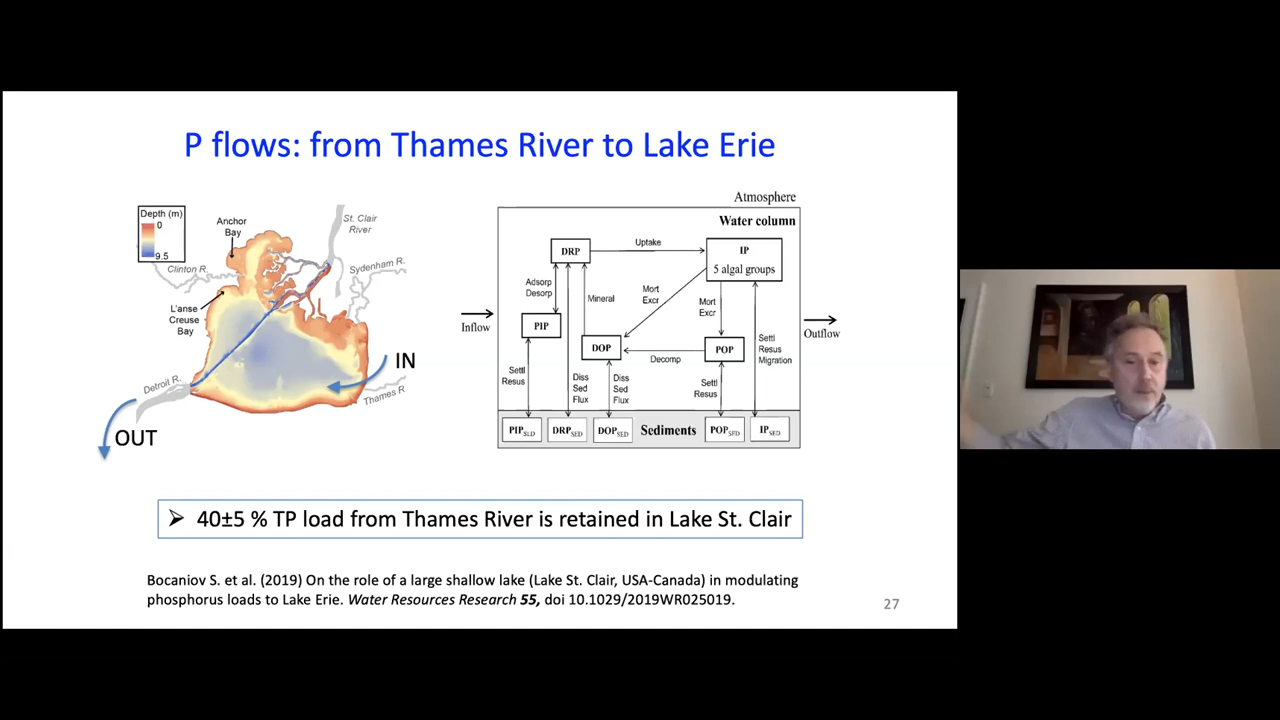 P flows: from Thames River to Lake Erie
Depth (m)
0
9.5
Anchor
Bay
St. Clair
River
Clinton R.
Sydenham R.
L'anse
Creuse
Bay
IN
Detroit R.
Thames R
OUT
Atmosphere
Water column
DRP
Uptake
IP
5 algal groups
Adsorp
Desorp
Mineral
Mort
Excr
Mort
Excr
Inflow
PIP
DOP
Decomp
POP
Outflow
Settl
Resus
Diss
Sed
Flux
Diss
Sed
Flux
Settl
Resus
Settl
Resus
Migration
PIPSED
DRPSED
DOPSED
Sediments
POPSED
IPSED
➢ 40±5 % TP load from Thames River is retained in Lake St. Clair
Bocaniov S. et al. (2019) On the role of a large shallow lake (Lake St. Clair, USA-Canada) in modulating
phosphorus loads to Lake Erie. Water Resources Research 55, doi 10.1029/2019WR025019.
27